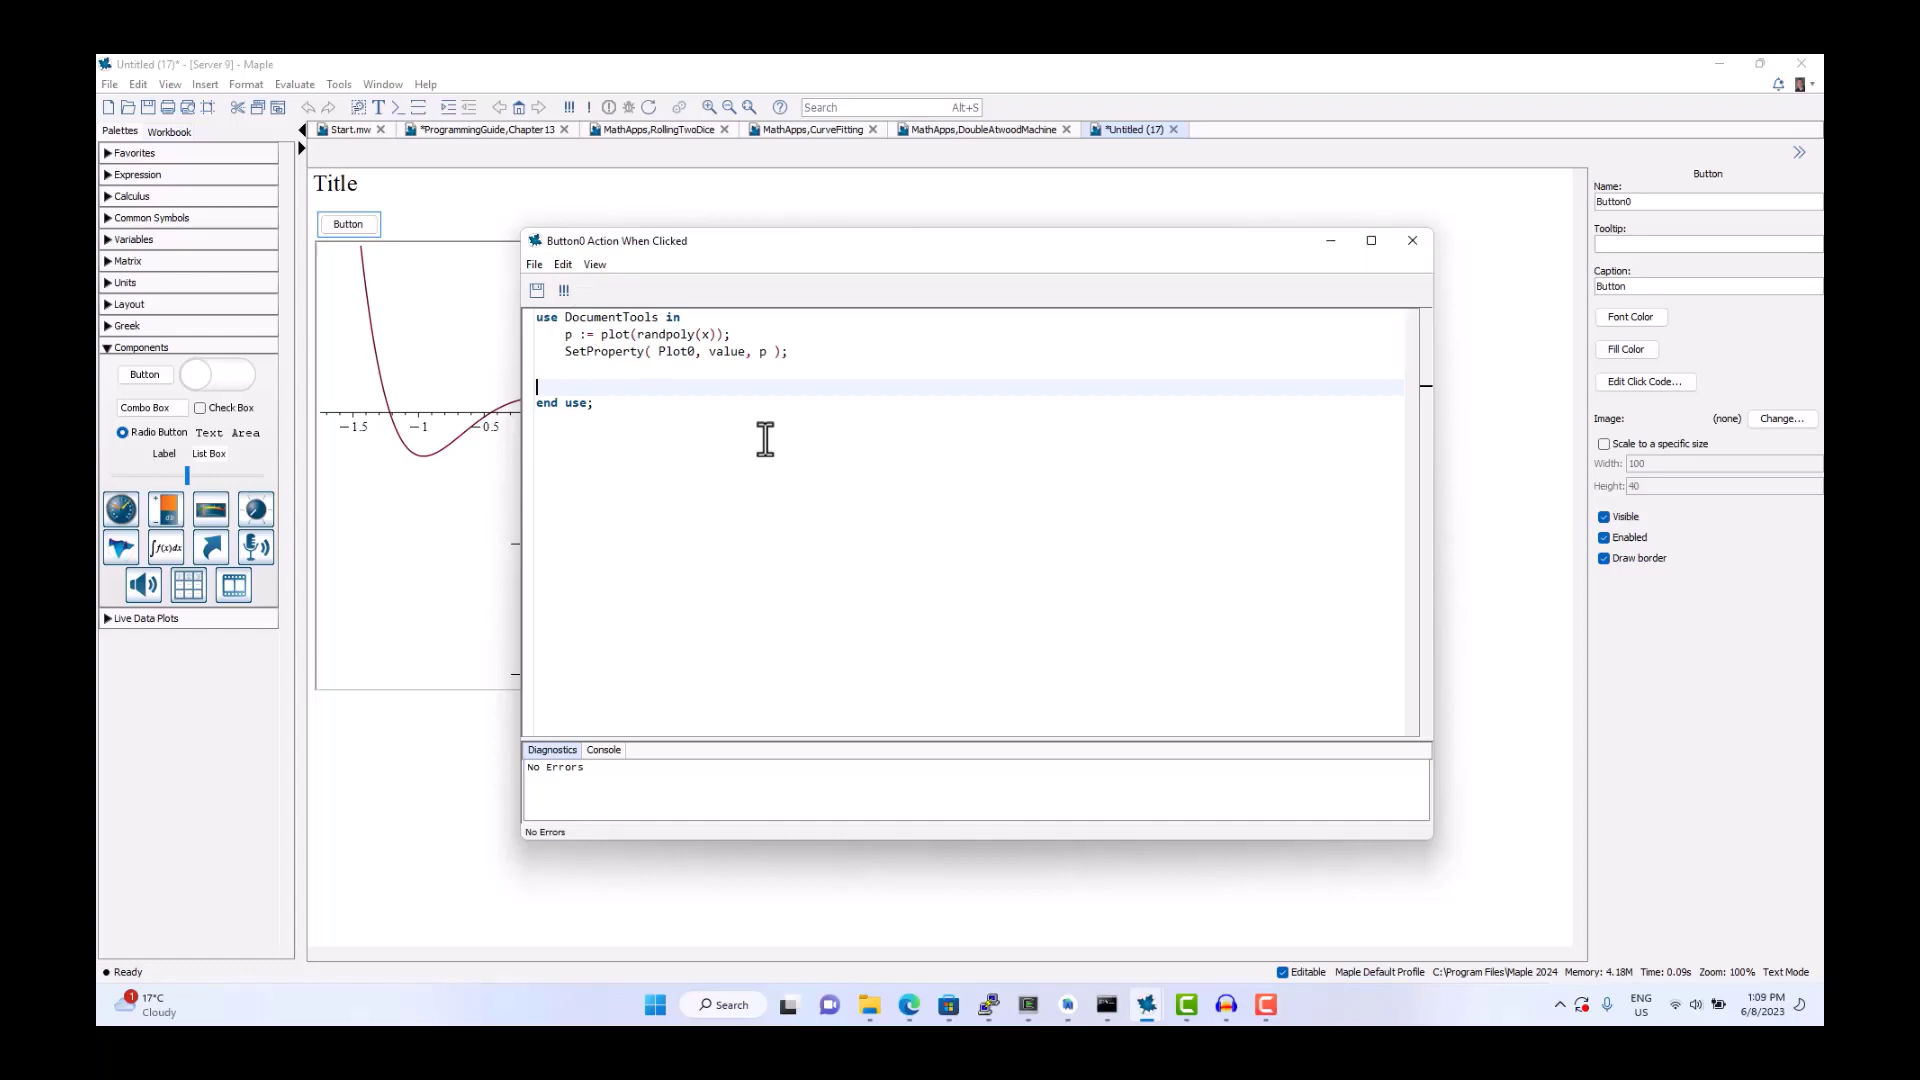 Untitled (17)* - [Server 9] - Maple
File Edit View Insert Format Evaluate Tools Window Help
Search Alt+S
Palettes Workbook
Start.mw *ProgrammingGuide,Chapter13 MathApps,RollingTwoDice MathApps,CurveFitting MathApps,DoubleAtwoodMachine *Untitled (17)
Favorites
Expression
Calculus
Common Symbols
Variables
Matrix
Units
Layout
Greek
Components
Button
Combo Box Check Box
Radio Button Text Area
Label List Box
dB
∫f(x)dx
Live Data Plots
Title
Button
−1.5 −1 −0.5
Button0 Action When Clicked
File Edit View
use DocumentTools in
p := plot(randpoly(x));
SetProperty( Plot0, value, p );
end use;
Diagnostics Console
No Errors
No Errors
Button
Name:
Button0
Tooltip:
Caption:
Button
Font Color
Fill Color
Edit Click Code...
Image: (none) Change...
Scale to a specific size
Width: 100
Height: 40
Visible
Enabled
Draw border
Ready
Editable Maple Default Profile C:\Program Files\Maple 2024 Memory: 4.18M Time: 0.09s Zoom: 100% Text Mode
1
17°C
Cloudy
Search
ENG
US
1:09 PM
6/8/2023